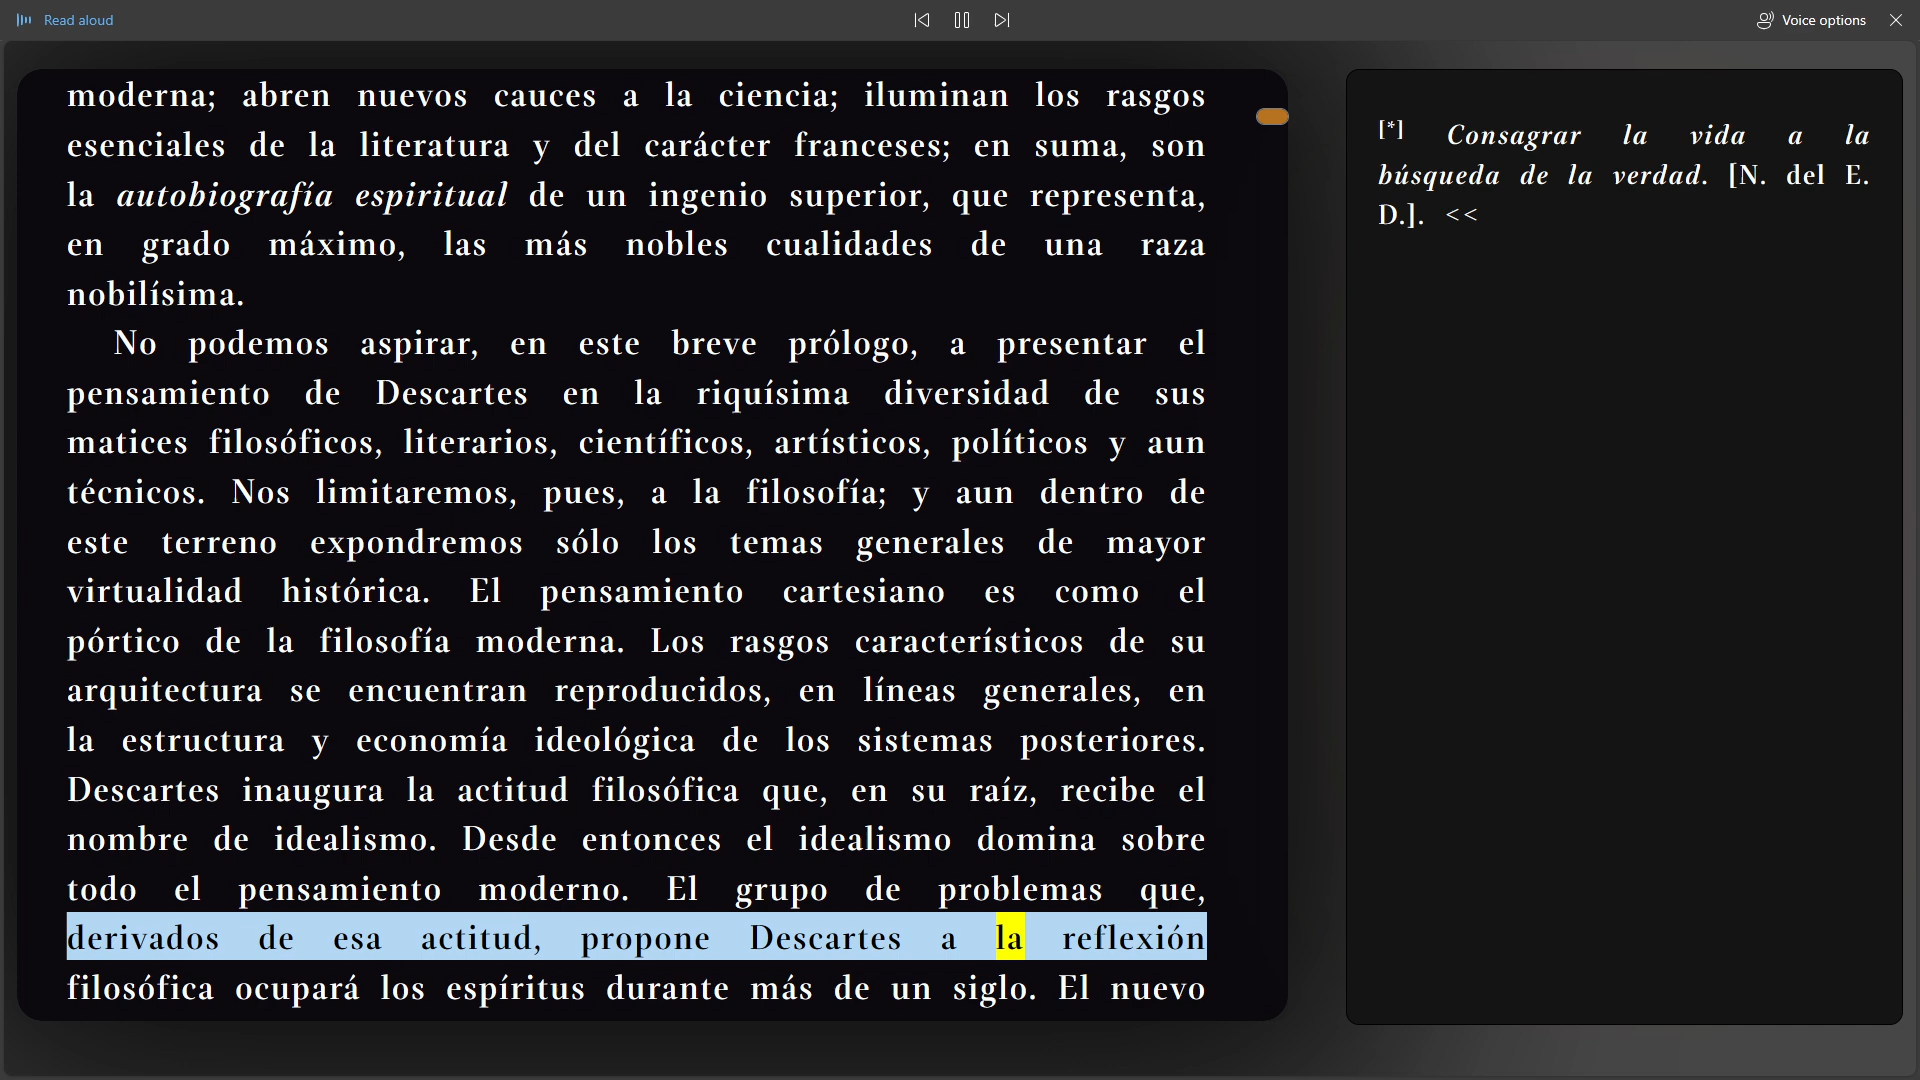 Read aloud
Voice options
moderna; abren nuevos cauces a la ciencia; iluminan los rasgos
esenciales de la literatura y del carácter franceses; en suma, son
la autobiografía espiritual de un ingenio superior, que representa,
en grado máximo, las más nobles cualidades de una raza
nobilísima.
No podemos aspirar, en este breve prólogo, a presentar el
pensamiento de Descartes en la riquísima diversidad de sus
matices filosóficos, literarios, científicos, artísticos, políticos y aun
técnicos. Nos limitaremos, pues, a la filosofía; y aun dentro de
este terreno expondremos sólo los temas generales de mayor
virtualidad histórica. El pensamiento cartesiano es como el
pórtico de la filosofía moderna. Los rasgos característicos de su
arquitectura se encuentran reproducidos, en líneas generales, en
la estructura y economía ideológica de los sistemas posteriores.
Descartes inaugura la actitud filosófica que, en su raíz, recibe el
nombre de idealismo. Desde entonces el idealismo domina sobre
todo el pensamiento moderno. El grupo de problemas que,
derivados de esa actitud, propone Descartes a la reflexión
filosófica ocupará los espíritus durante más de un siglo. El nuevo
[*] Consagrar la vida a la
búsqueda de la verdad. [N. del E.
D.]. <<